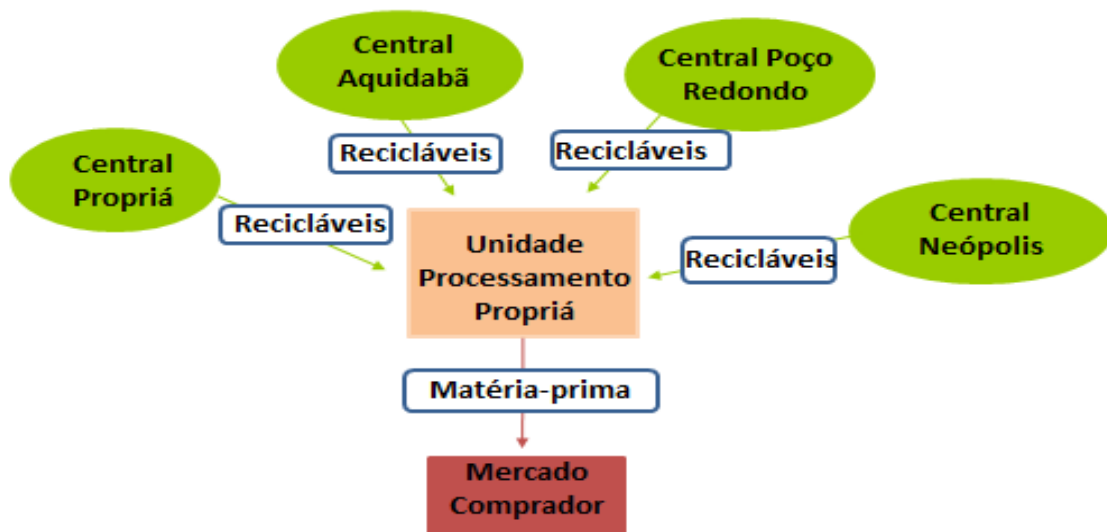 Central
Aquidabã
Central Poço
Redondo
Recicláveis
Recicláveis
Central
Propriá
Recicláveis
Central
Neópolis
Recicláveis
Unidade
Processamento
Propriá
Matéria-prima
Mercado
Comprador